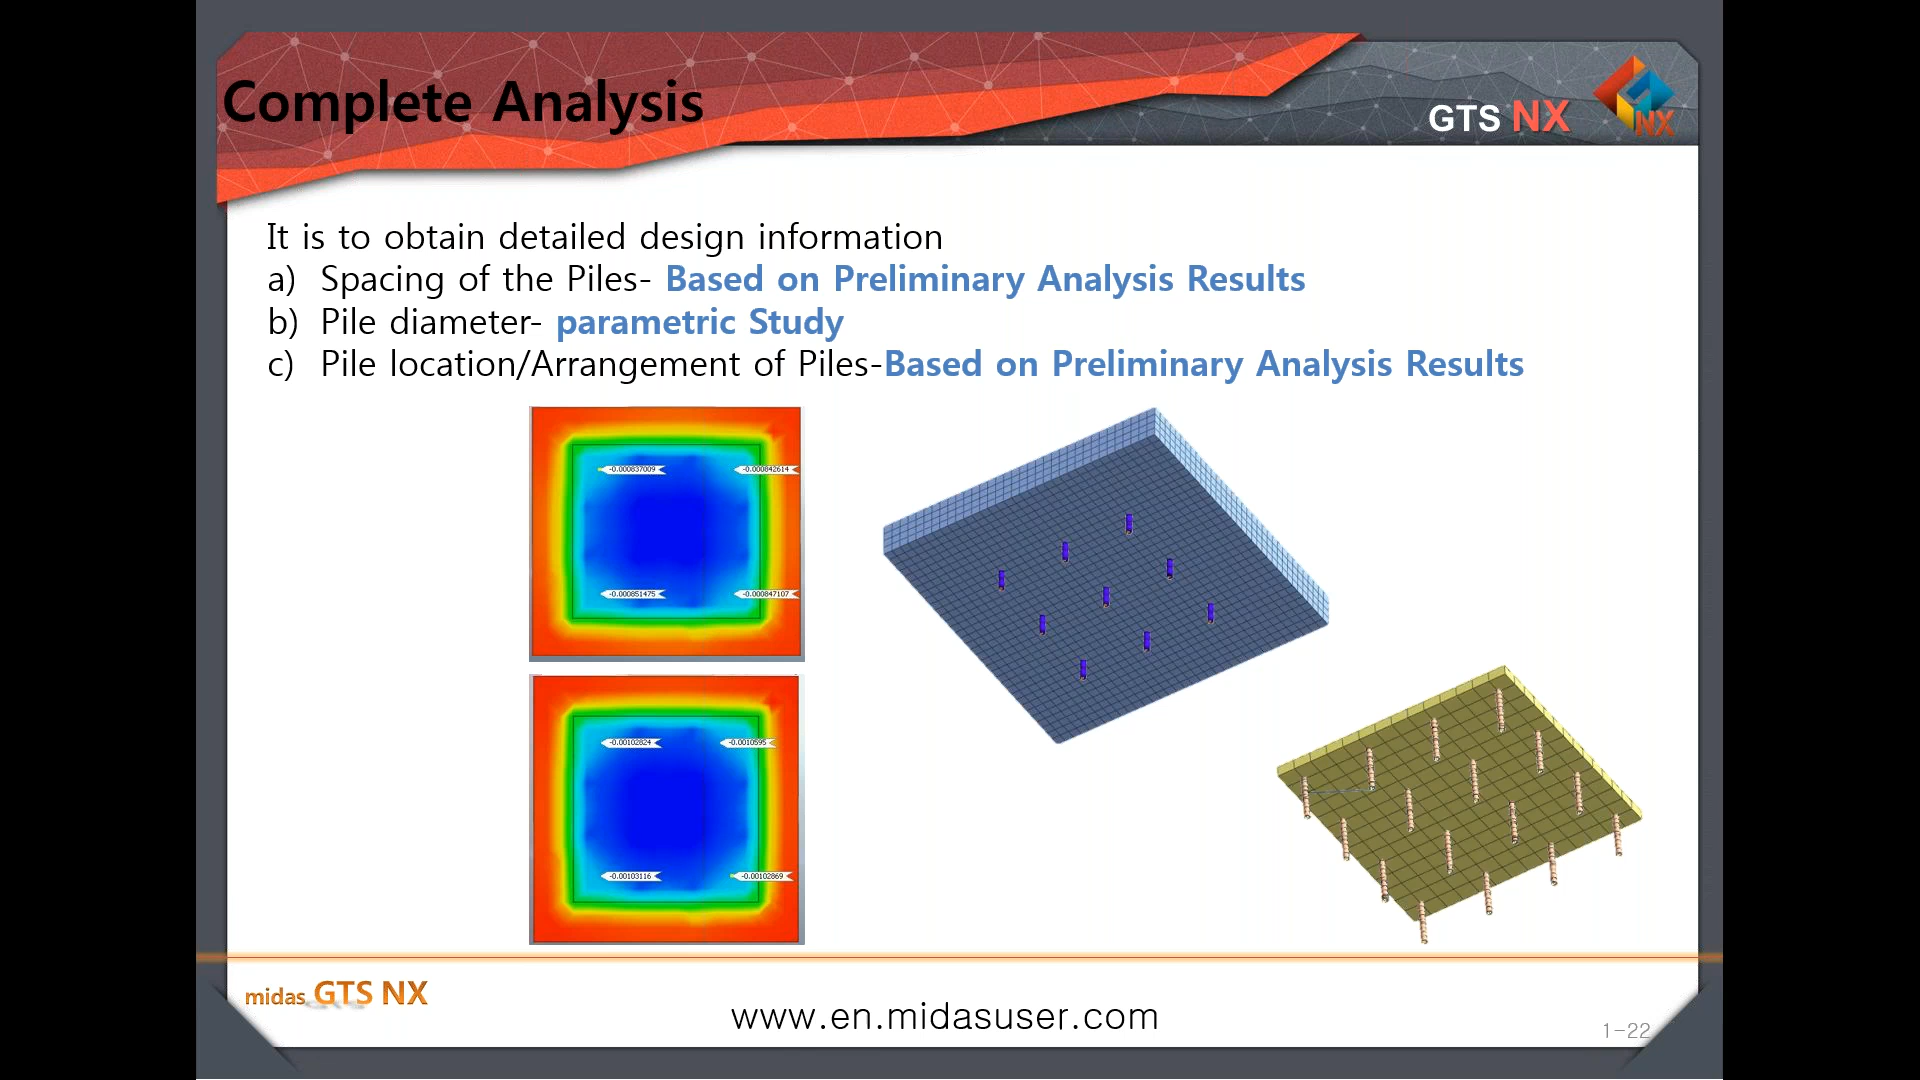 Complete Analysis
GTS NX
NX
It is to obtain detailed design information
a) Spacing of the Piles- Based on Preliminary Analysis Results
b) Pile diameter- parametric Study
c) Pile location/Arrangement of Piles-Based on Preliminary Analysis Results
-0.000837009
-0.000842614
-0.000851475
-0.000847107
-0.00102824
-0.0010595
-0.00103116
-0.00102869
midas GTS NX
www.en.midasuser.com
1-22